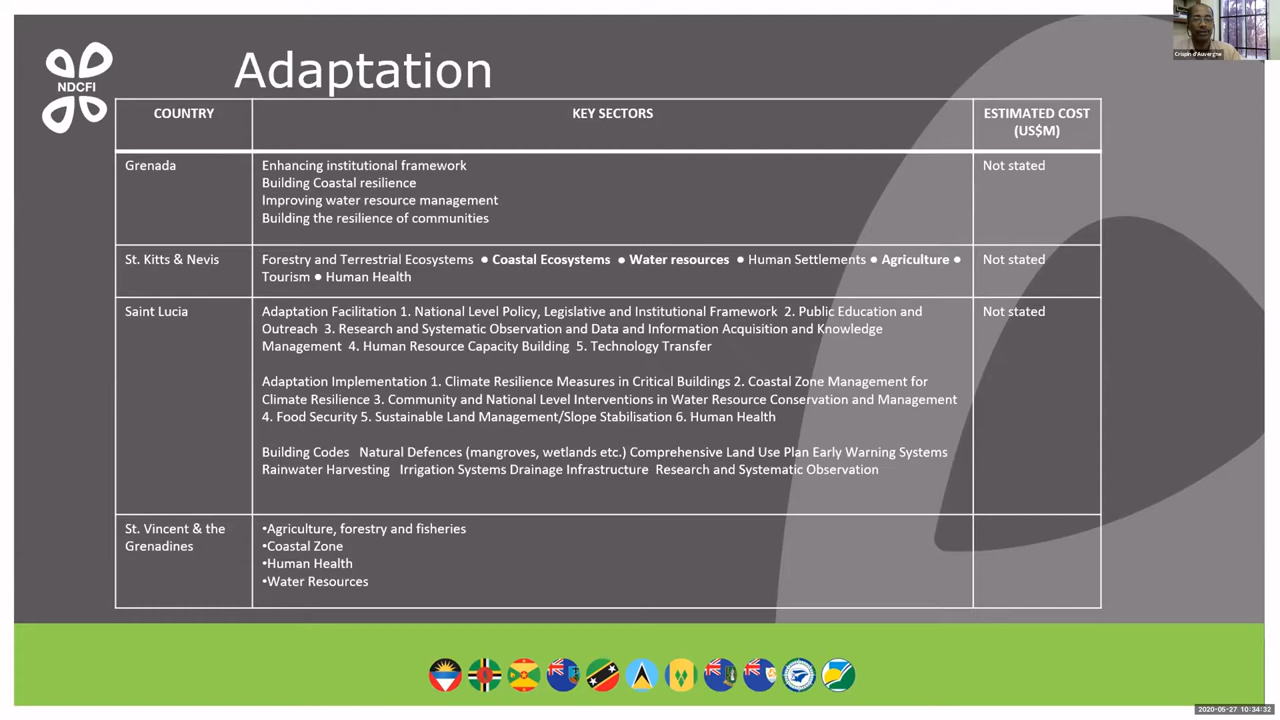 Crispin d'Auvergne
NDCFI
Adaptation
COUNTRY
KEY SECTORS
ESTIMATED COST
(US$M)
Grenada
Enhancing institutional framework
Building Coastal resilience
Improving water resource management
Building the resilience of communities
Not stated
St. Kitts & Nevis
Forestry and Terrestrial Ecosystems ● Coastal Ecosystems ● Water resources ● Human Settlements ● Agriculture ●
Tourism ● Human Health
Not stated
Saint Lucia
Adaptation Facilitation 1. National Level Policy, Legislative and Institutional Framework 2. Public Education and
Outreach 3. Research and Systematic Observation and Data and Information Acquisition and Knowledge
Management 4. Human Resource Capacity Building 5. Technology Transfer
Adaptation Implementation 1. Climate Resilience Measures in Critical Buildings 2. Coastal Zone Management for
Climate Resilience 3. Community and National Level Interventions in Water Resource Conservation and Management
4. Food Security 5. Sustainable Land Management/Slope Stabilisation 6. Human Health
Building Codes Natural Defences (mangroves, wetlands etc.) Comprehensive Land Use Plan Early Warning Systems
Rainwater Harvesting Irrigation Systems Drainage Infrastructure Research and Systematic Observation
Not stated
St. Vincent & the
Grenadines
•Agriculture, forestry and fisheries
•Coastal Zone
•Human Health
•Water Resources
2020-05-27 10:34:32